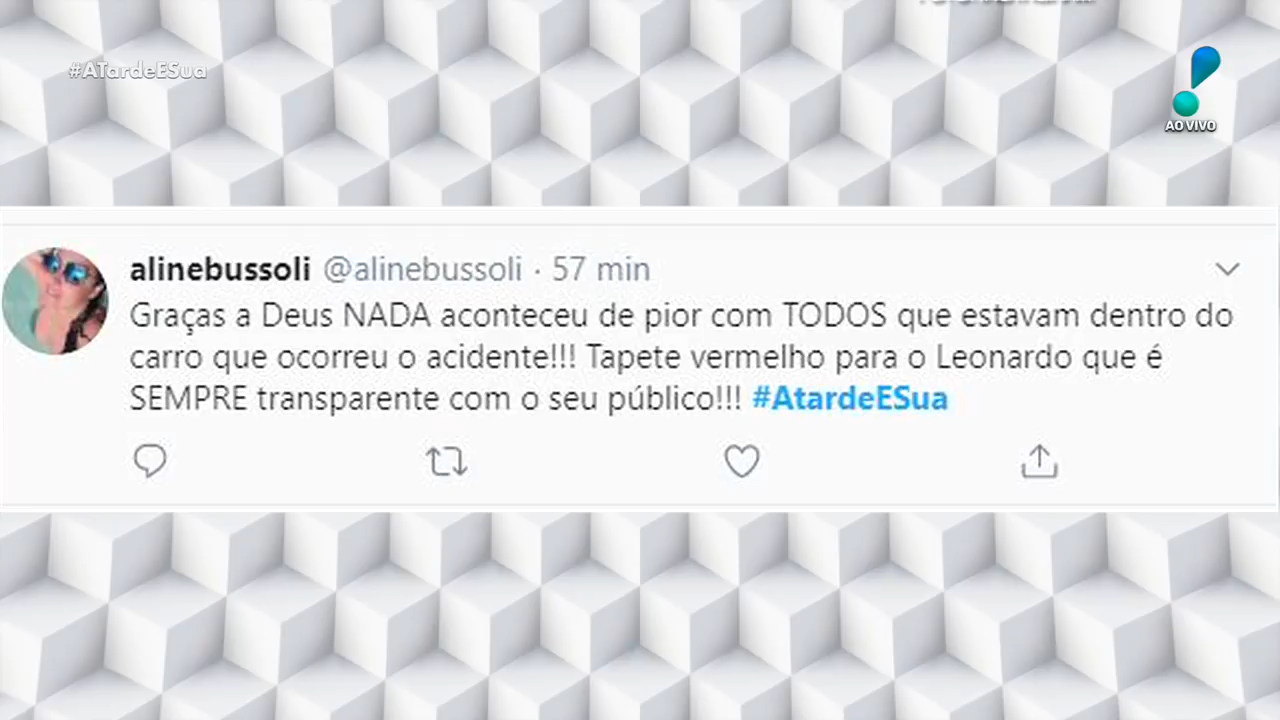 #ATardeESua
AO VIVO
alinebussoli @alinebussoli · 57 min
Graças a Deus NADA aconteceu de pior com TODOS que estavam dentro do
carro que ocorreu o acidente!!! Tapete vermelho para o Leonardo que é
SEMPRE transparente com o seu público!!! #AtardeESua